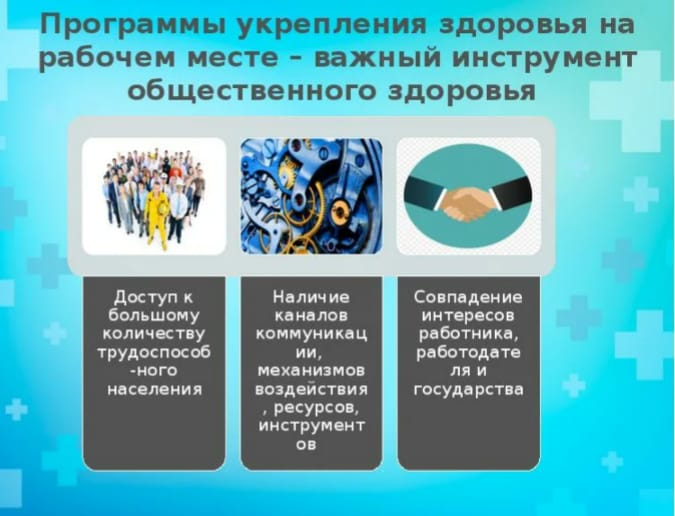 Программы укрепления здоровья на
рабочем месте – важный инструмент
общественного здоровья
Доступ к
большому
количеству
трудоспособ
-ного
населения
Наличие
каналов
коммуникац
ии,
механизмов
воздействия
, ресурсов,
инструмент
ов
Совпадение
интересов
работника,
работодате
ля и
государства